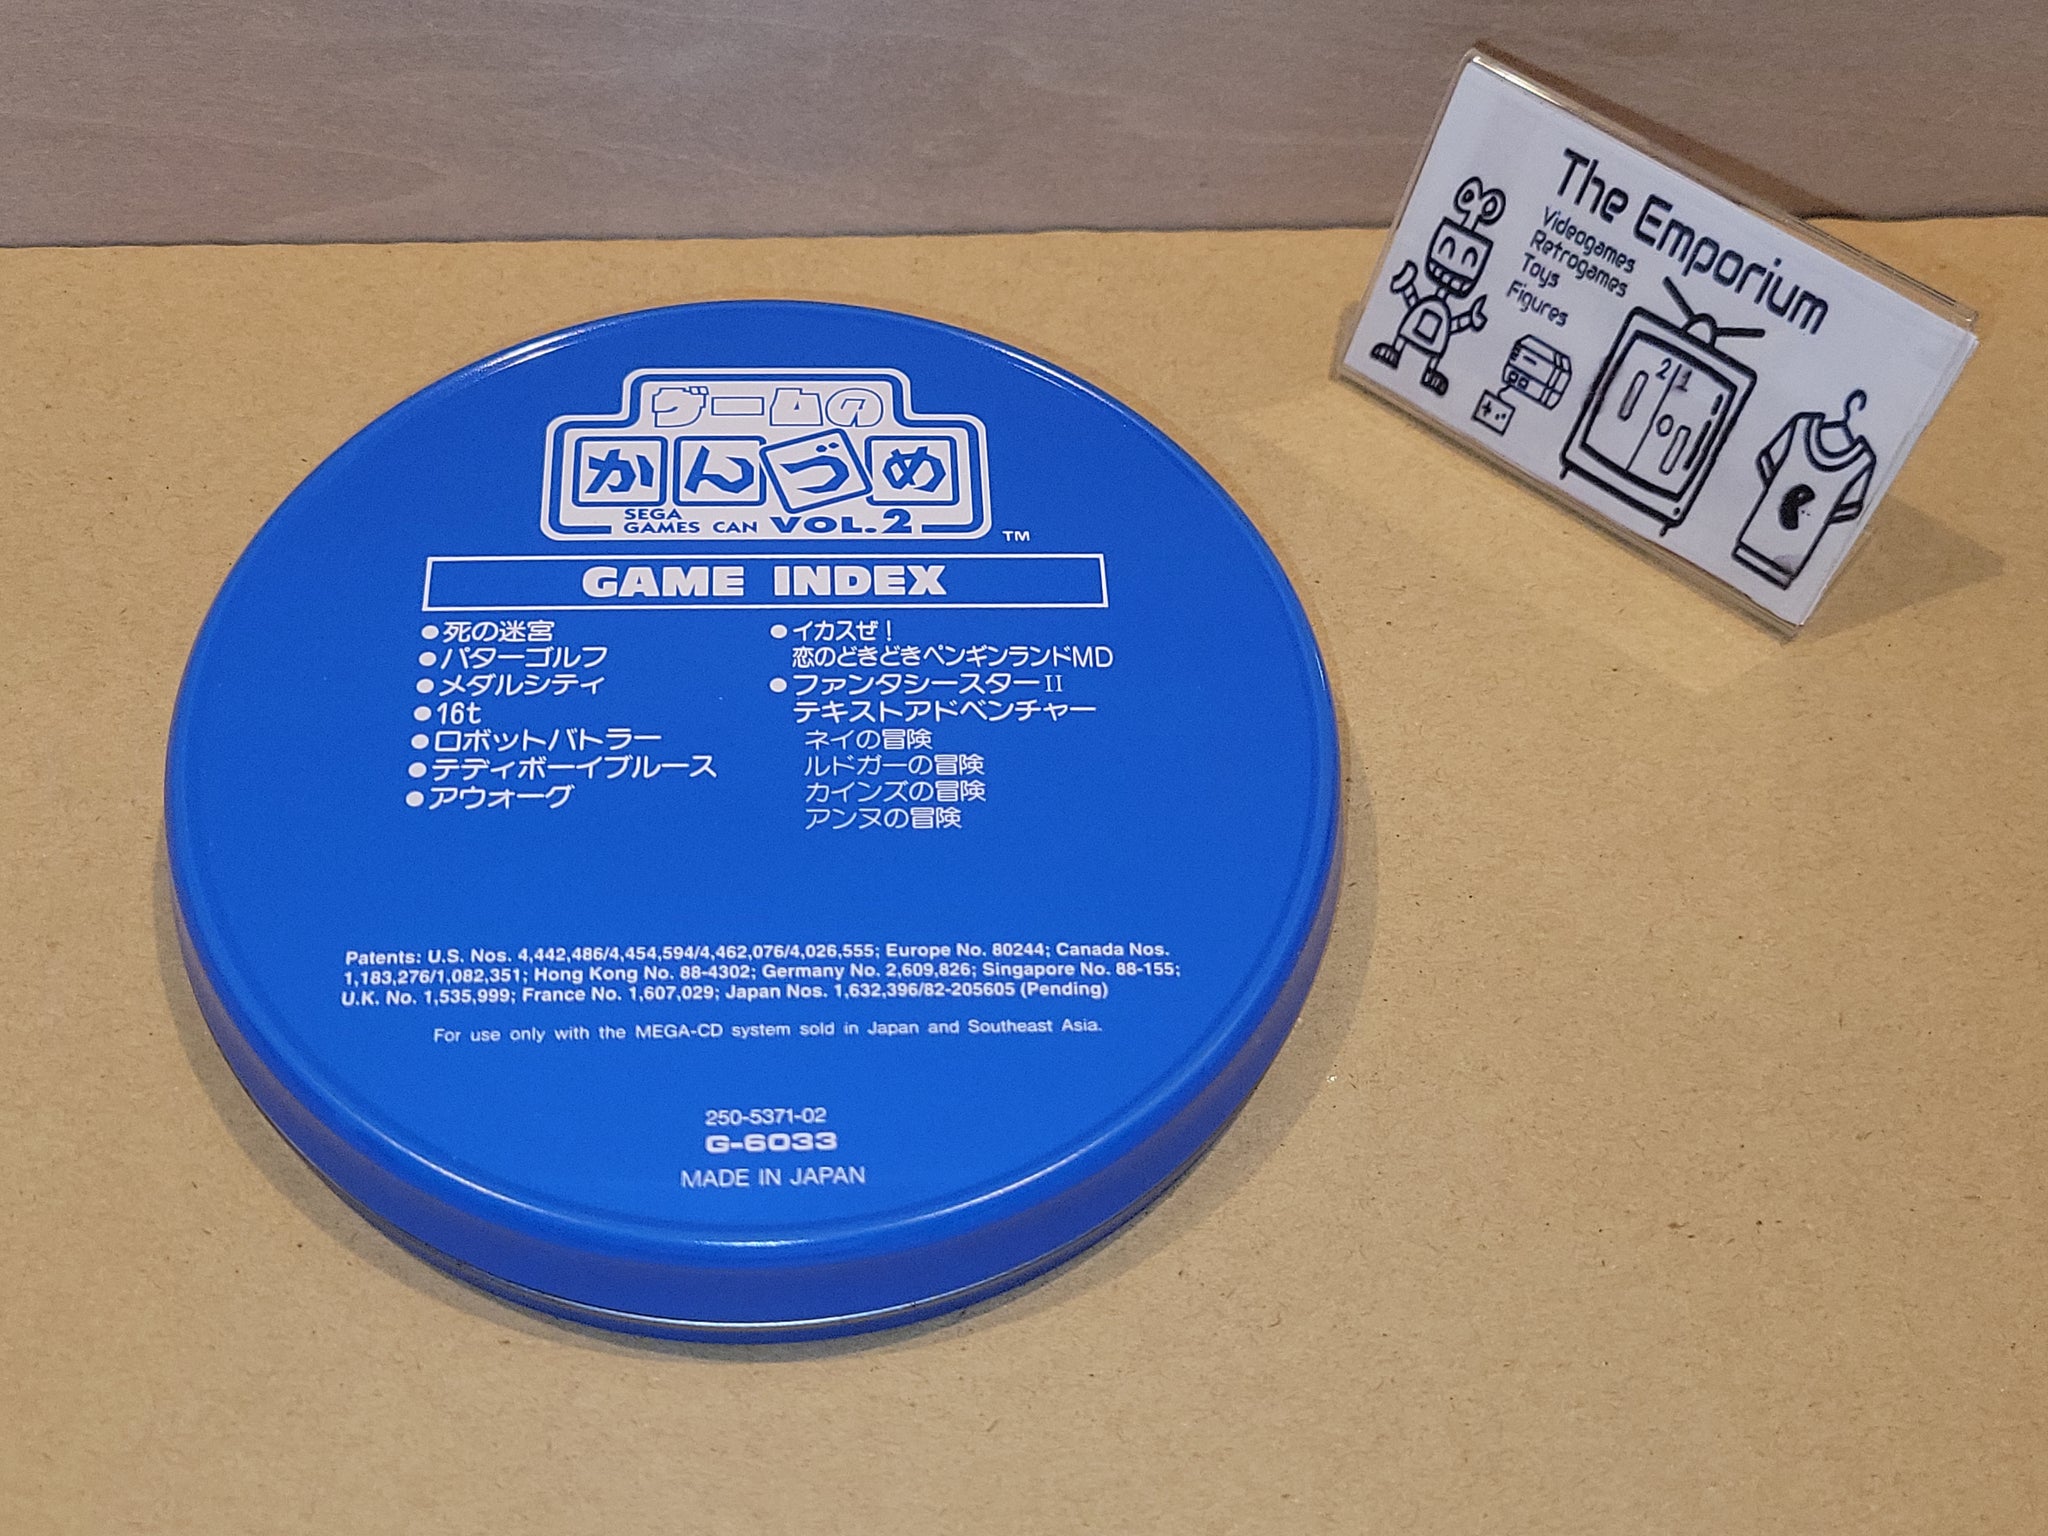 ゲームの
かんづめ
SEGA
GAMES CAN VOL.2
TM
GAME INDEX
●死の迷宮
●パターゴルフ
●メダルシティ
●16t
●ロボットバトラー
●テディボーイブルース
●アウォーグ
●イカスぜ!
恋のどきどきペンギンランドMD
●ファンタシースターII
テキストアドベンチャー
ネイの冒険
ルドガーの冒険
カインズの冒険
アンヌの冒険
Patents: U.S. Nos. 4,442,486/4,454,594/4,462,076/4,026,555; Europe No. 80244; Canada Nos.
1,183,276/1,082,351; Hong Kong No. 88-4302; Germany No. 2,609,826; Singapore No. 88-155;
U.K. No. 1,535,999; France No. 1,607,029; Japan Nos. 1,632,396/82-205605 (Pending)
For use only with the MEGA-CD system sold in Japan and Southeast Asia.
250-5371-02
G-6033
MADE IN JAPAN
The Emporium
Videogames
Retrogames
Toys
Figures
2 1